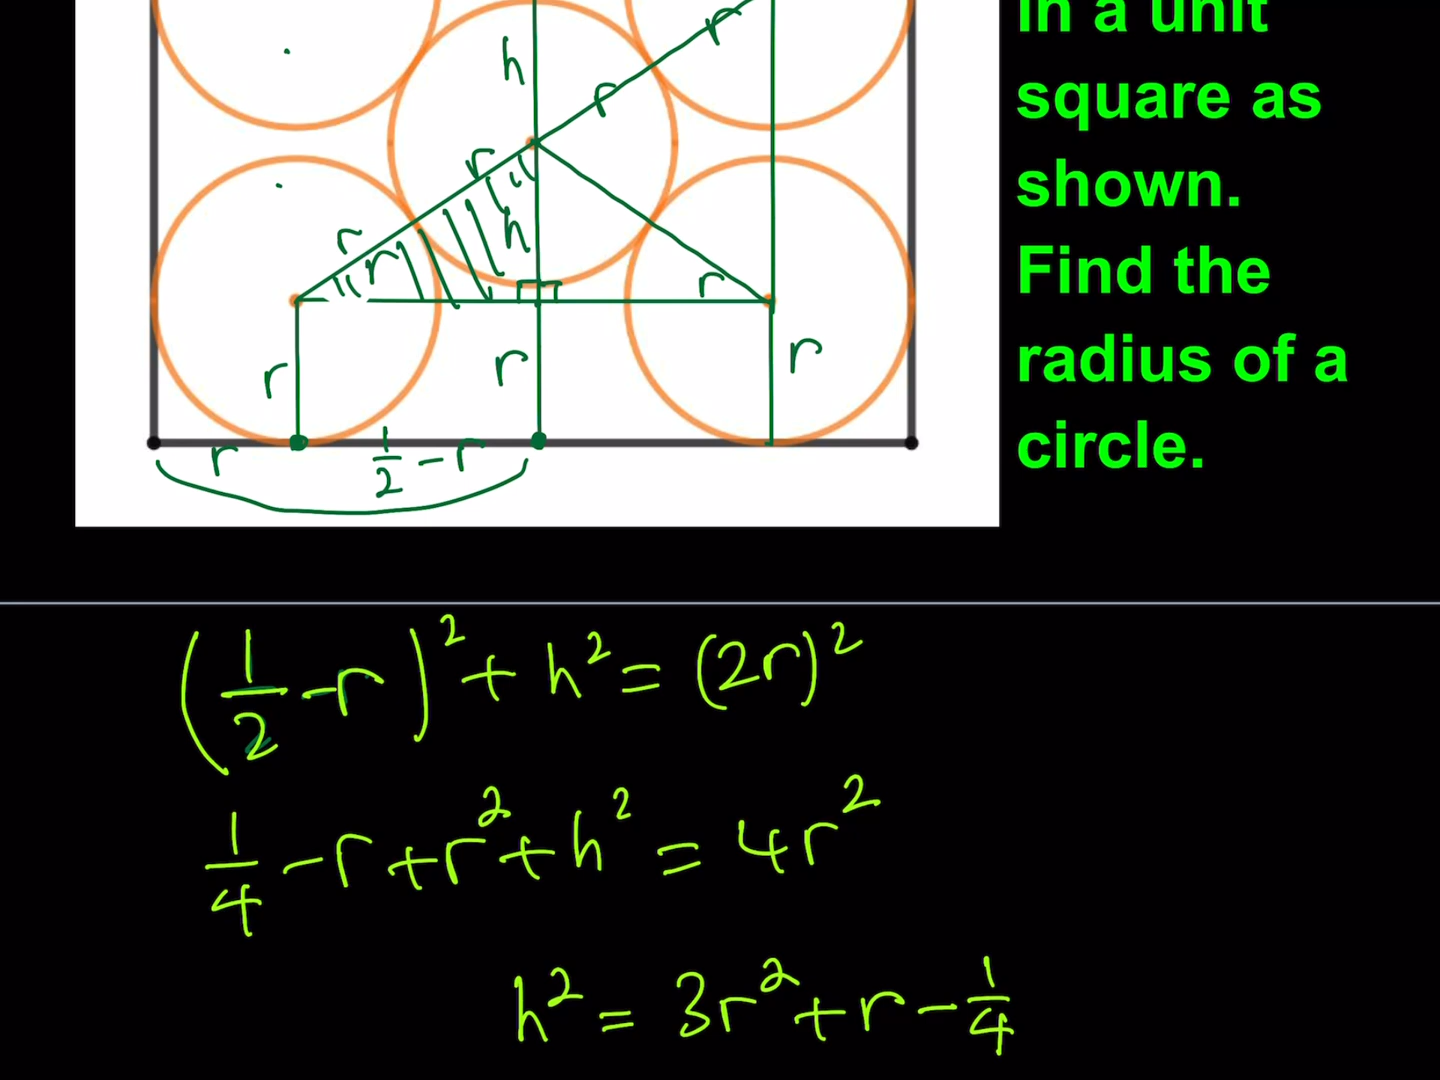 in a unit
square as
shown.
Find the
radius of a
circle.
r
h
r
r
h
r
r
r
r
r
r
r
1/2 - r
(1/2 - r)² + h² = (2r)²
1/4 - r + r² + h² = 4r²
h² = 3r² + r - 1/4